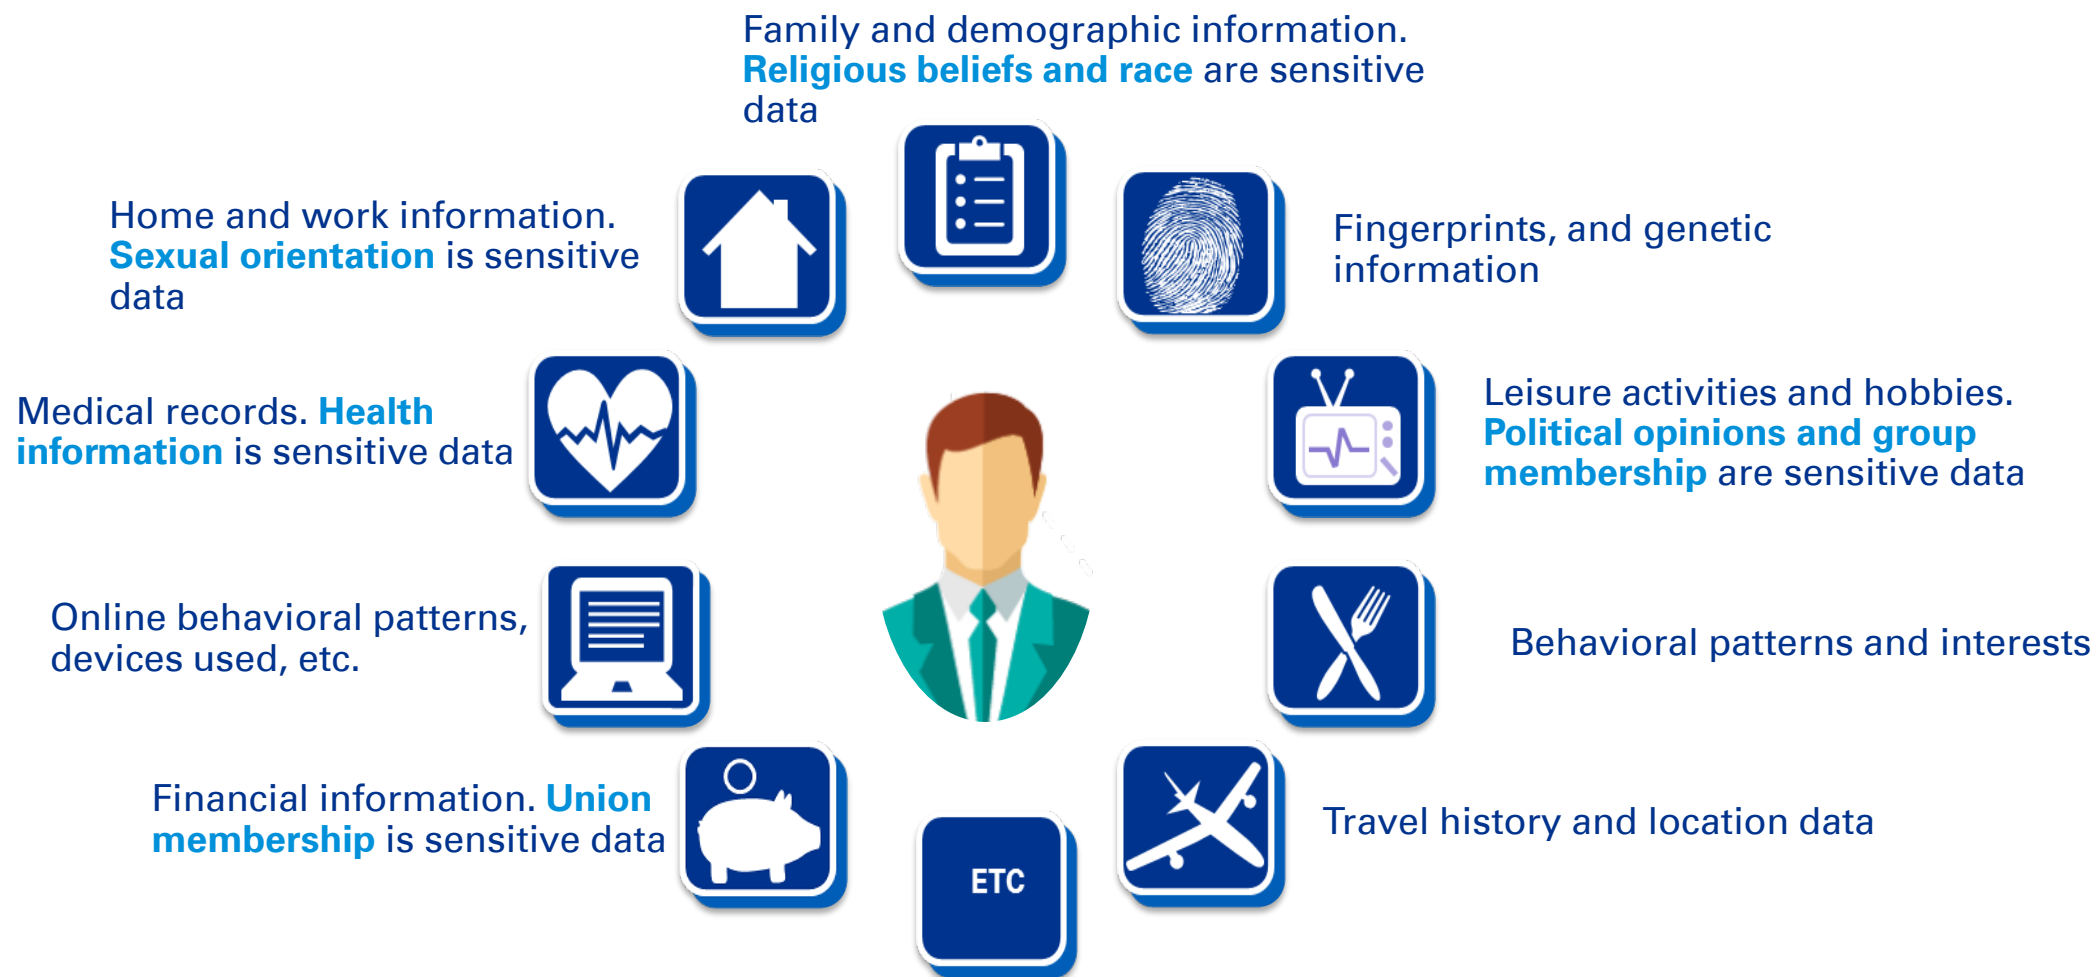 Family and demographic information.
Religious beliefs and race are sensitive
data
Home and work information.
Sexual orientation is sensitive
data
Fingerprints, and genetic
information
Medical records. Health
information is sensitive data
Leisure activities and hobbies.
Political opinions and group
membership are sensitive data
Online behavioral patterns,
devices used, etc.
Behavioral patterns and interests
Financial information. Union
membership is sensitive data
Travel history and location data
ETC